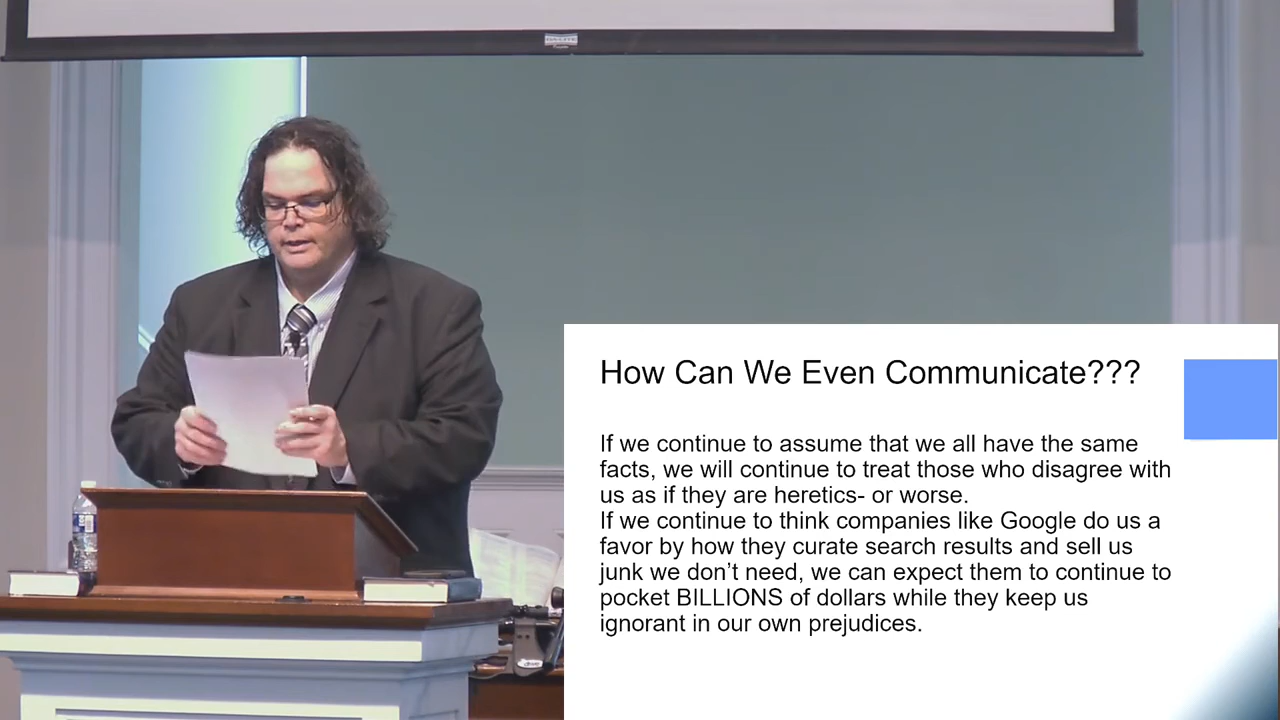 DA-LITE
How Can We Even Communicate???
If we continue to assume that we all have the same
facts, we will continue to treat those who disagree with
us as if they are heretics- or worse.
If we continue to think companies like Google do us a
favor by how they curate search results and sell us
junk we don’t need, we can expect them to continue to
pocket BILLIONS of dollars while they keep us
ignorant in our own prejudices.